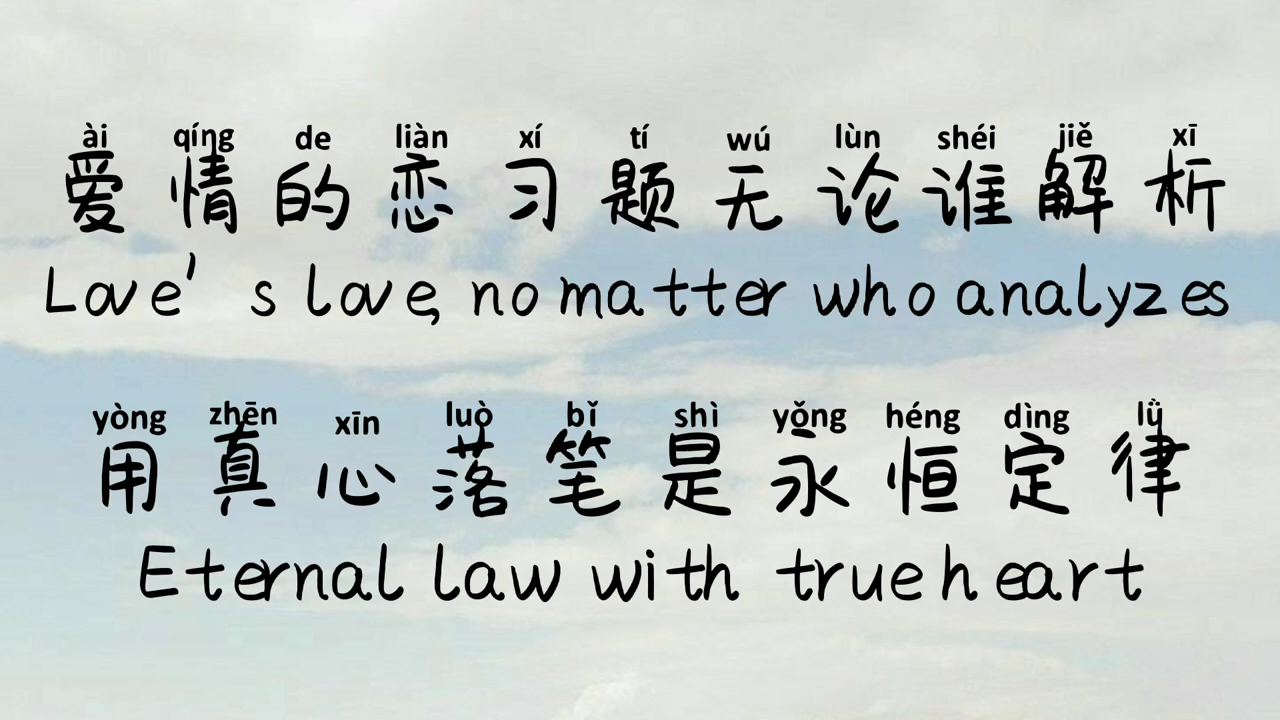 ài qíng de liàn xí tí wú lùn shéi jiě xī
爱情的恋习题无论谁解析
Love's love, no matter who analyzes
yòng zhēn xīn luò bǐ shì yǒng héng dìng lǜ
用真心落笔是永恒定律
Eternal law with true heart